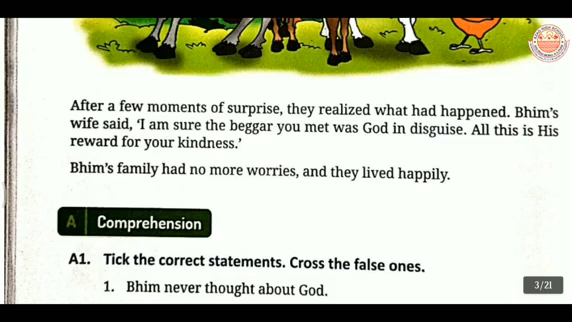 After a few moments of surprise, they realized what had happened. Bhim's
wife said, 'I am sure the beggar you met was God in disguise. All this is His
reward for your kindness.'
Bhim's family had no more worries, and they lived happily.
A Comprehension
A1. Tick the correct statements. Cross the false ones.
1. Bhim never thought about God.
3/21